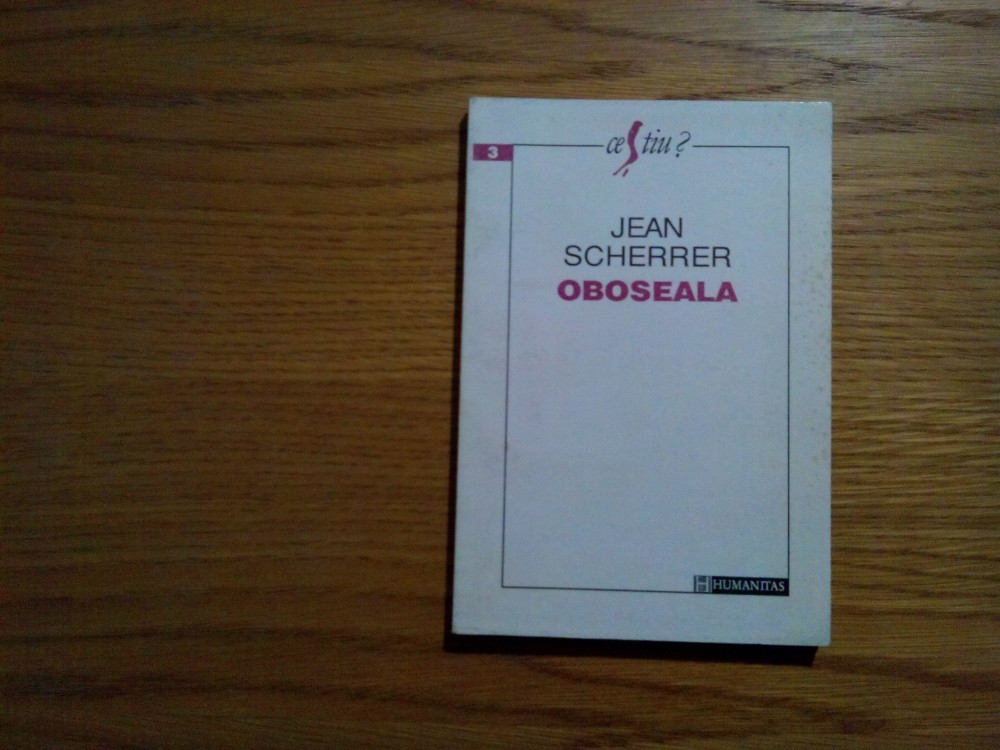 3
ce Știu?
JEAN
SCHERRER
OBOSEALA
HUMANITAS